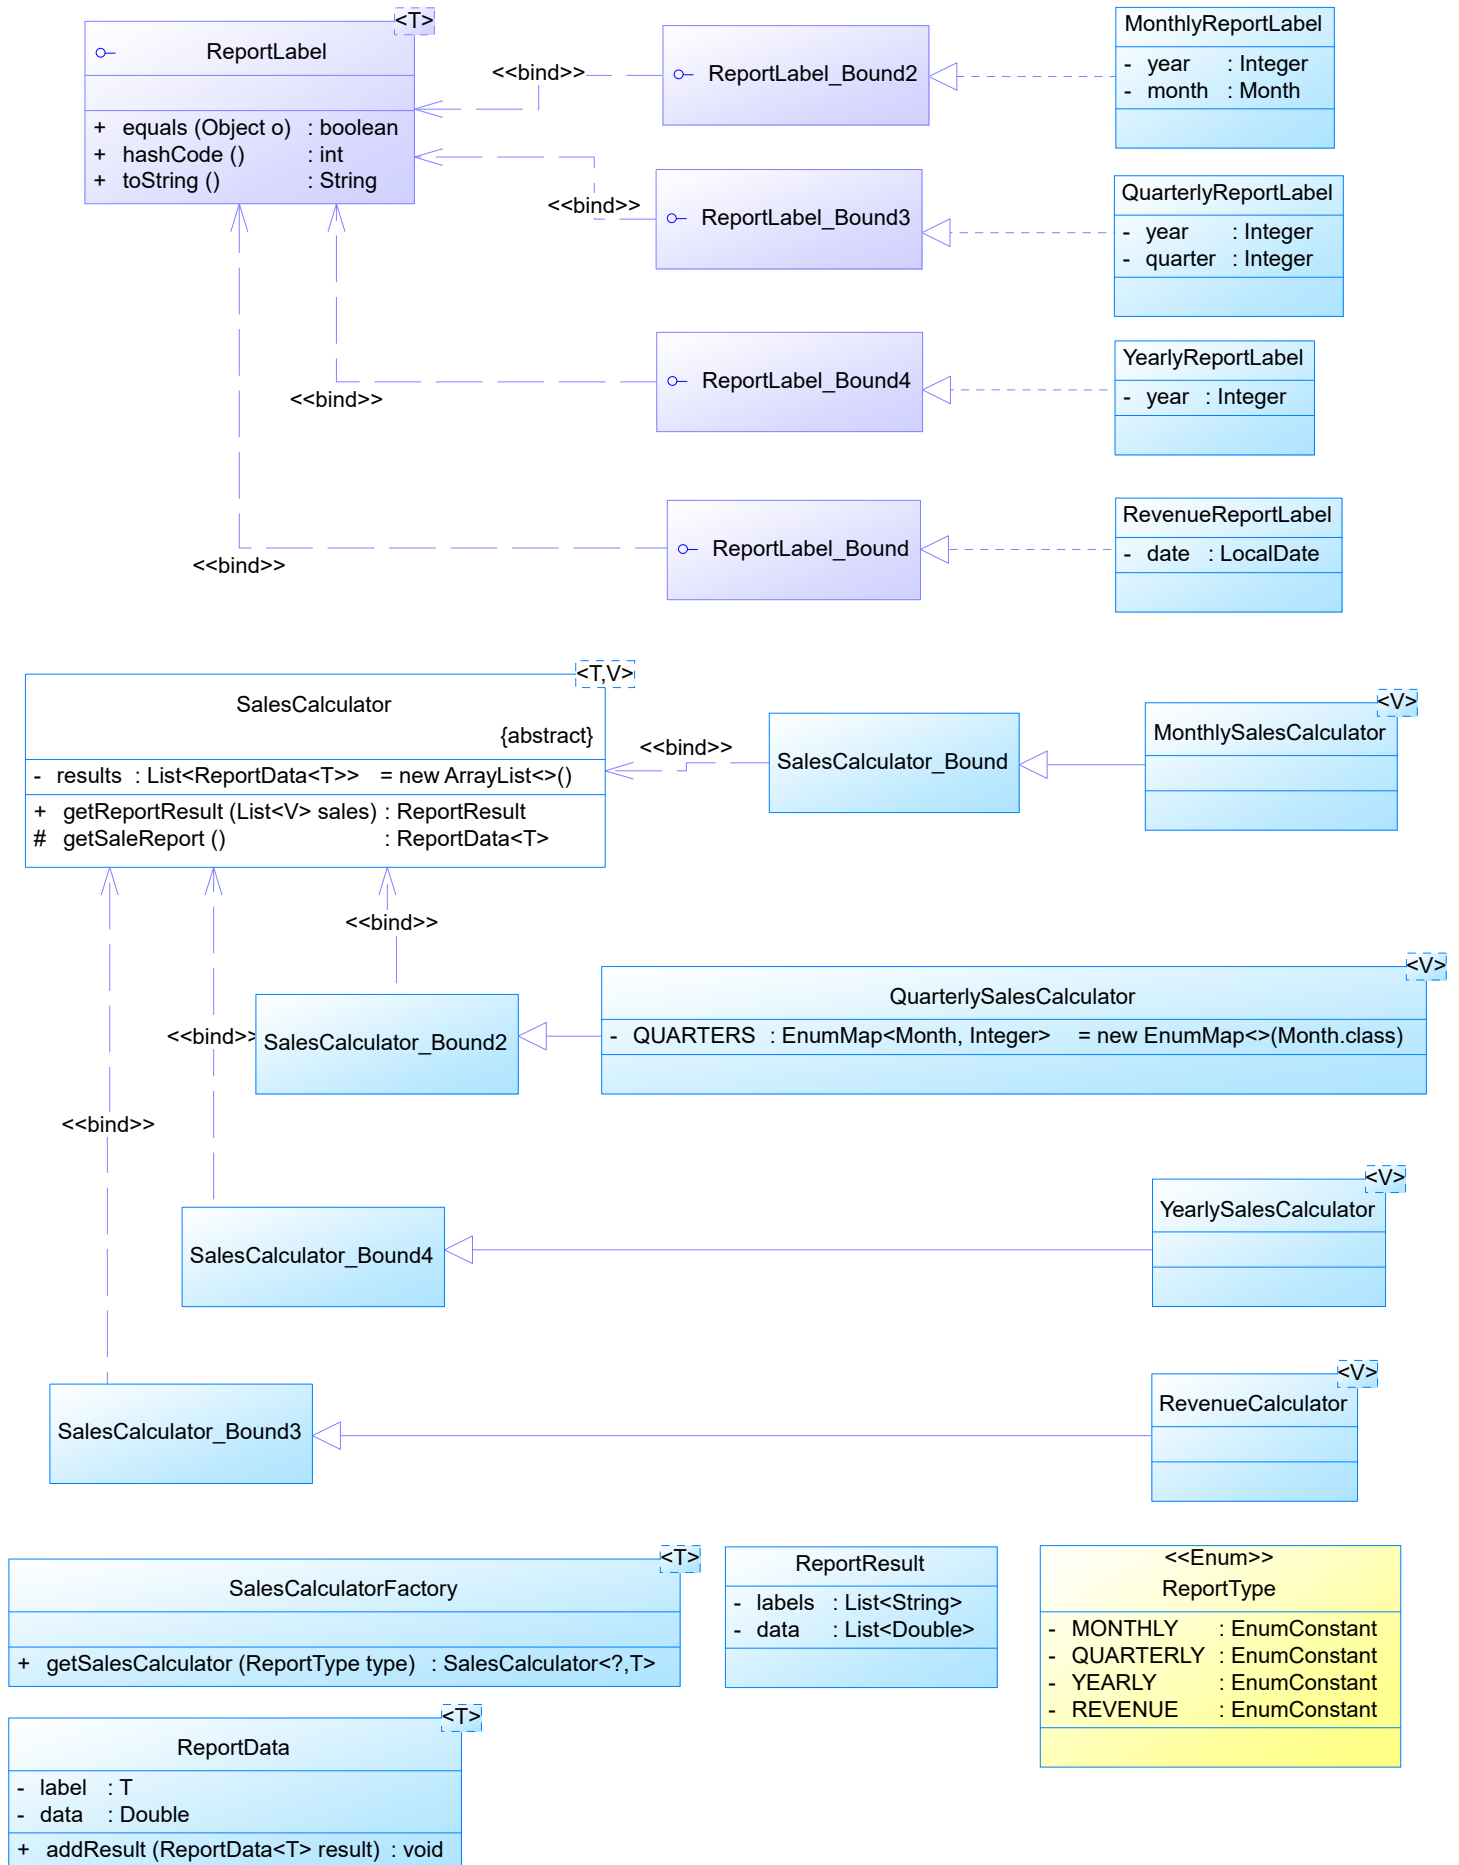 <T>
ReportLabel
+ equals (Object o) : boolean
+ hashCode () : int
+ toString () : String
<<bind>>
ReportLabel_Bound2
MonthlyReportLabel
- year : Integer
- month : Month
<<bind>>
ReportLabel_Bound3
QuarterlyReportLabel
- year : Integer
- quarter : Integer
<<bind>>
ReportLabel_Bound4
YearlyReportLabel
- year : Integer
<<bind>>
ReportLabel_Bound
RevenueReportLabel
- date : LocalDate
<T,V>
SalesCalculator
{abstract}
- results : List<ReportData<T>> = new ArrayList<>()
+ getReportResult (List<V> sales) : ReportResult
# getSaleReport () : ReportData<T>
<<bind>>
SalesCalculator_Bound
<V>
MonthlySalesCalculator
<<bind>>
SalesCalculator_Bound2
<V>
QuarterlySalesCalculator
- QUARTERS : EnumMap<Month, Integer> = new EnumMap<>(Month.class)
<<bind>>
<<bind>>
SalesCalculator_Bound4
<V>
YearlySalesCalculator
SalesCalculator_Bound3
<V>
RevenueCalculator
<T>
SalesCalculatorFactory
+ getSalesCalculator (ReportType type) : SalesCalculator<?,T>
ReportResult
- labels : List<String>
- data : List<Double>
<<Enum>>
ReportType
- MONTHLY : EnumConstant
- QUARTERLY : EnumConstant
- YEARLY : EnumConstant
- REVENUE : EnumConstant
<T>
ReportData
- label : T
- data : Double
+ addResult (ReportData<T> result) : void